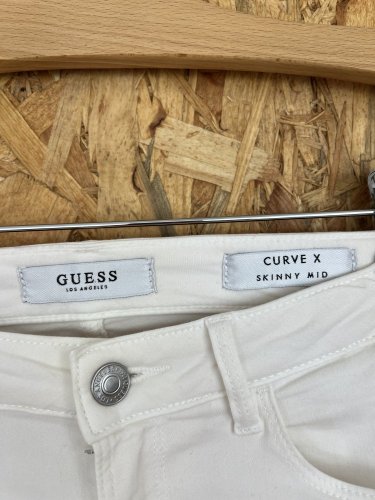 GUESS
LOS ANGELES
CURVE X
SKINNY MID